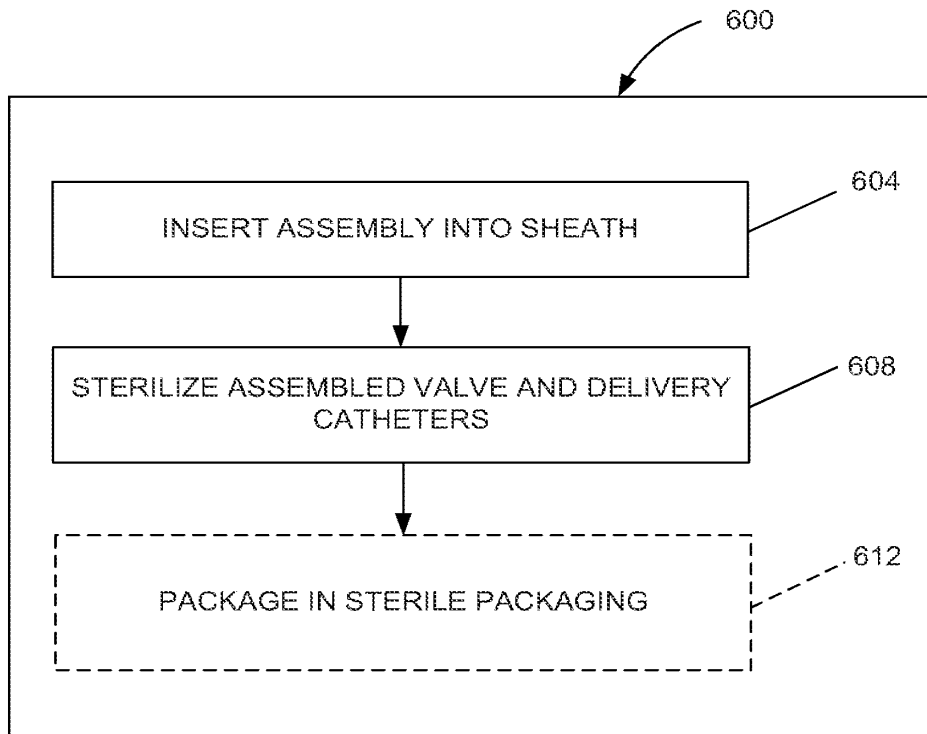 600
604
INSERT ASSEMBLY INTO SHEATH
608
STERILIZE ASSEMBLED VALVE AND DELIVERY
CATHETERS
612
PACKAGE IN STERILE PACKAGING